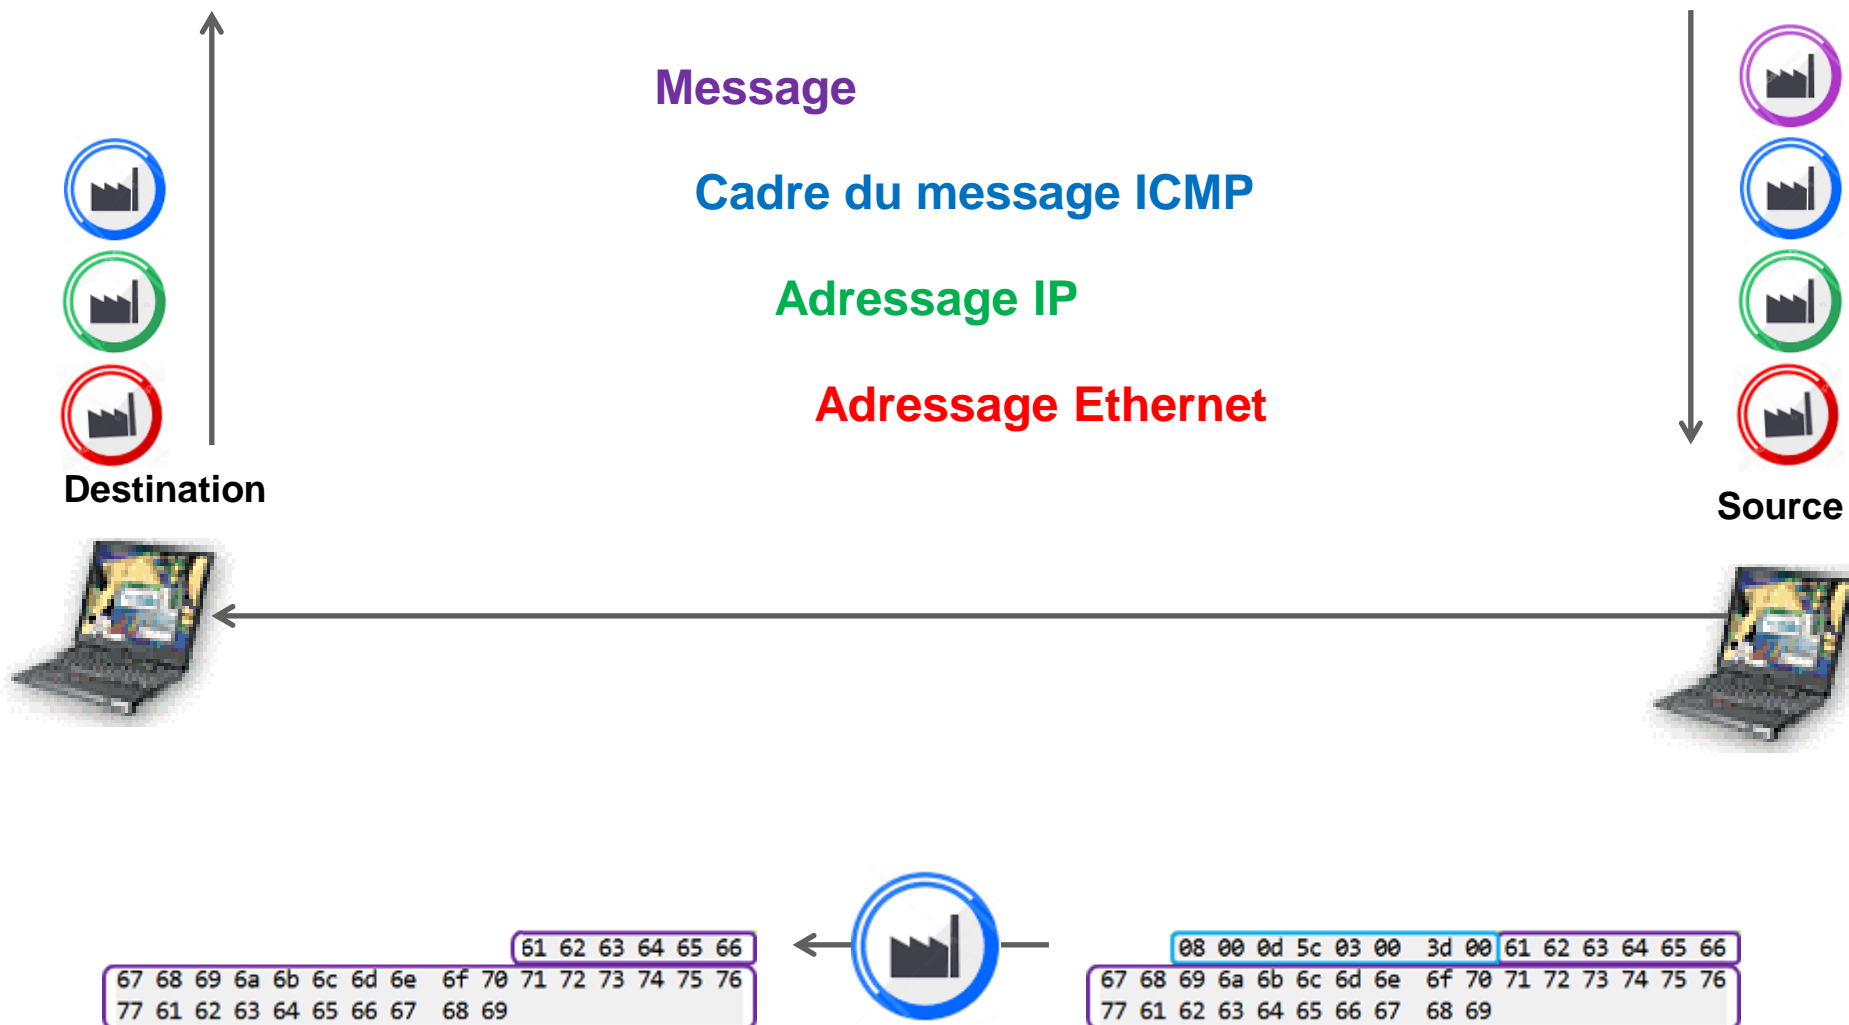 Message
Cadre du message ICMP
Adressage IP
Adressage Ethernet
Destination
Source
61 62 63 64 65 66
67 68 69 6a 6b 6c 6d 6e 6f 70 71 72 73 74 75 76
77 61 62 63 64 65 66 67 68 69
08 00 0d 5c 03 00 3d 00 61 62 63 64 65 66
67 68 69 6a 6b 6c 6d 6e 6f 70 71 72 73 74 75 76
77 61 62 63 64 65 66 67 68 69